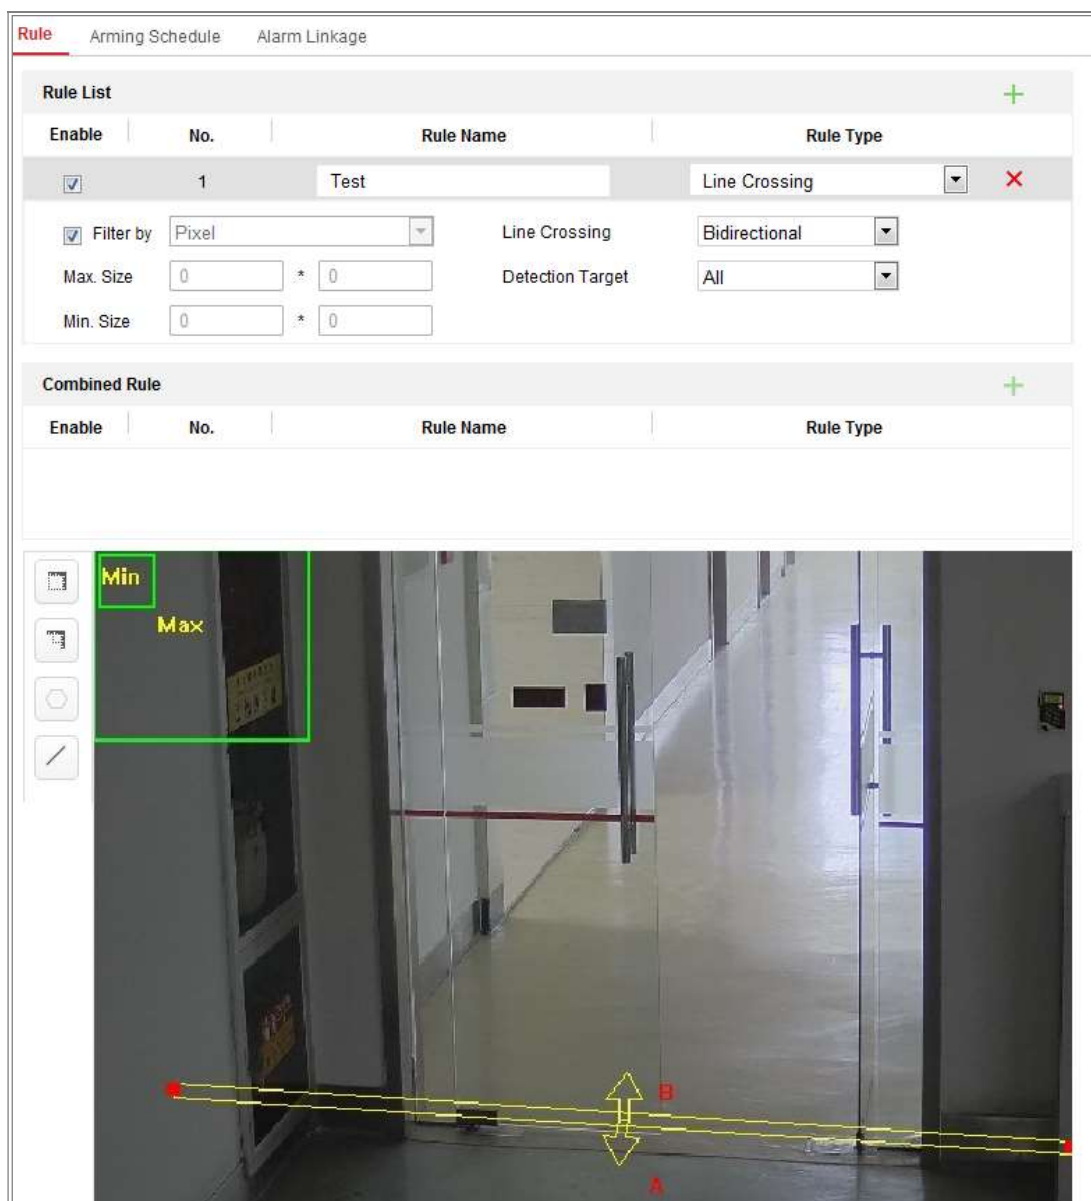 Rule Arming Schedule Alarm Linkage
Rule List
Enable No. Rule Name Rule Type
1 Test Line Crossing
Filter by Pixel Line Crossing Bidirectional
Max. Size 0 * 0 Detection Target All
Min. Size 0 * 0
Combined Rule
Enable No. Rule Name Rule Type
Min
Max
B
A